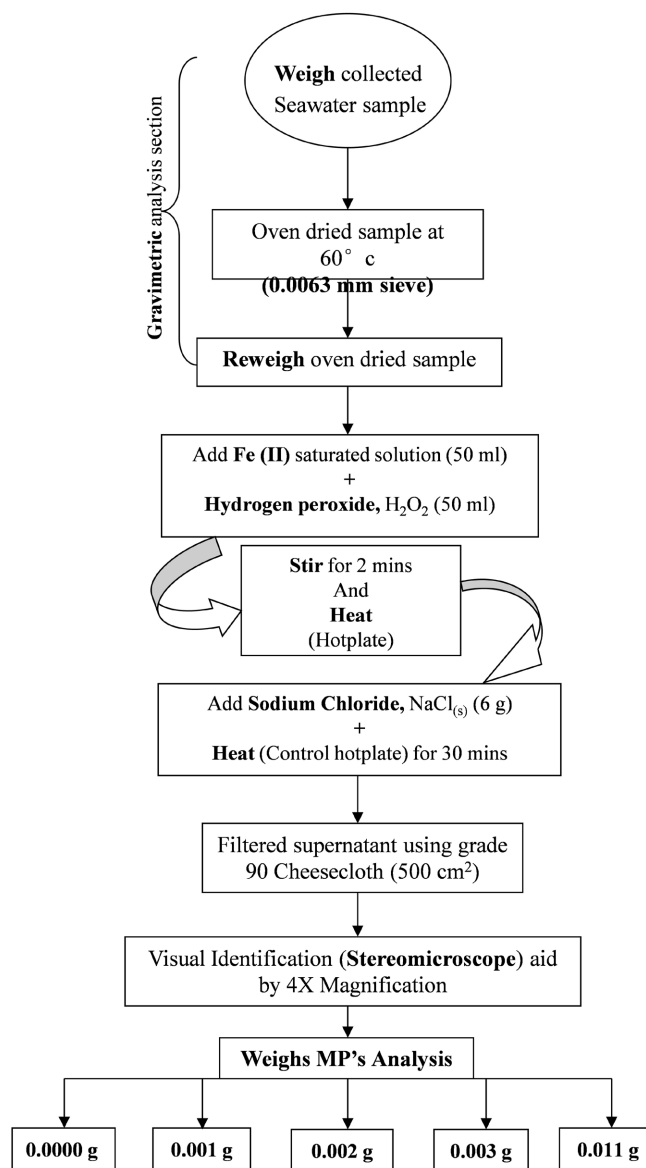 Weigh collected
Seawater sample
Gravimetric analysis section
Oven dried sample at
60° c
(0.0063 mm sieve)
Reweigh oven dried sample
Add Fe (II) saturated solution (50 ml)
+
Hydrogen peroxide, H₂O₂ (50 ml)
Stir for 2 mins
And
Heat
(Hotplate)
Add Sodium Chloride, NaCl₍s₎ (6 g)
+
Heat (Control hotplate) for 30 mins
Filtered supernatant using grade
90 Cheesecloth (500 cm²)
Visual Identification (Stereomicroscope) aid
by 4X Magnification
Weighs MP's Analysis
0.0000 g
0.001 g
0.002 g
0.003 g
0.011 g